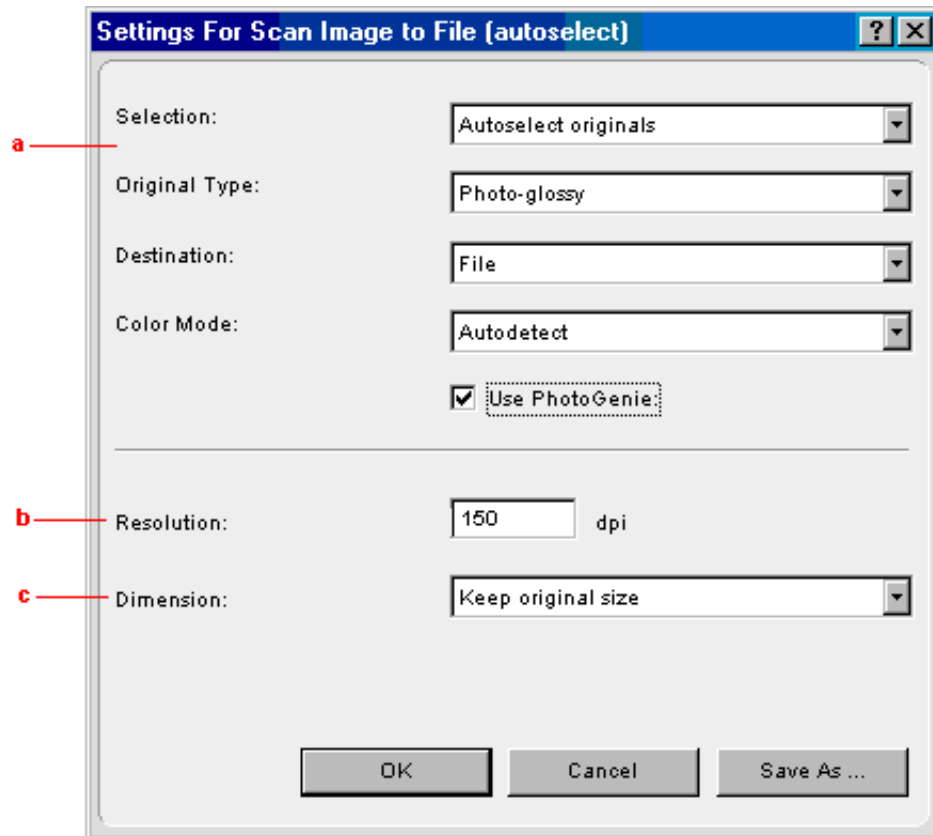 Settings For Scan Image to File (autoselect) ? X
Selection: Autoselect originals
a
Original Type: Photo-glossy
Destination: File
Color Mode: Autodetect
Use PhotoGenie:
b Resolution: 150 dpi
c Dimension: Keep original size
OK Cancel Save As ...